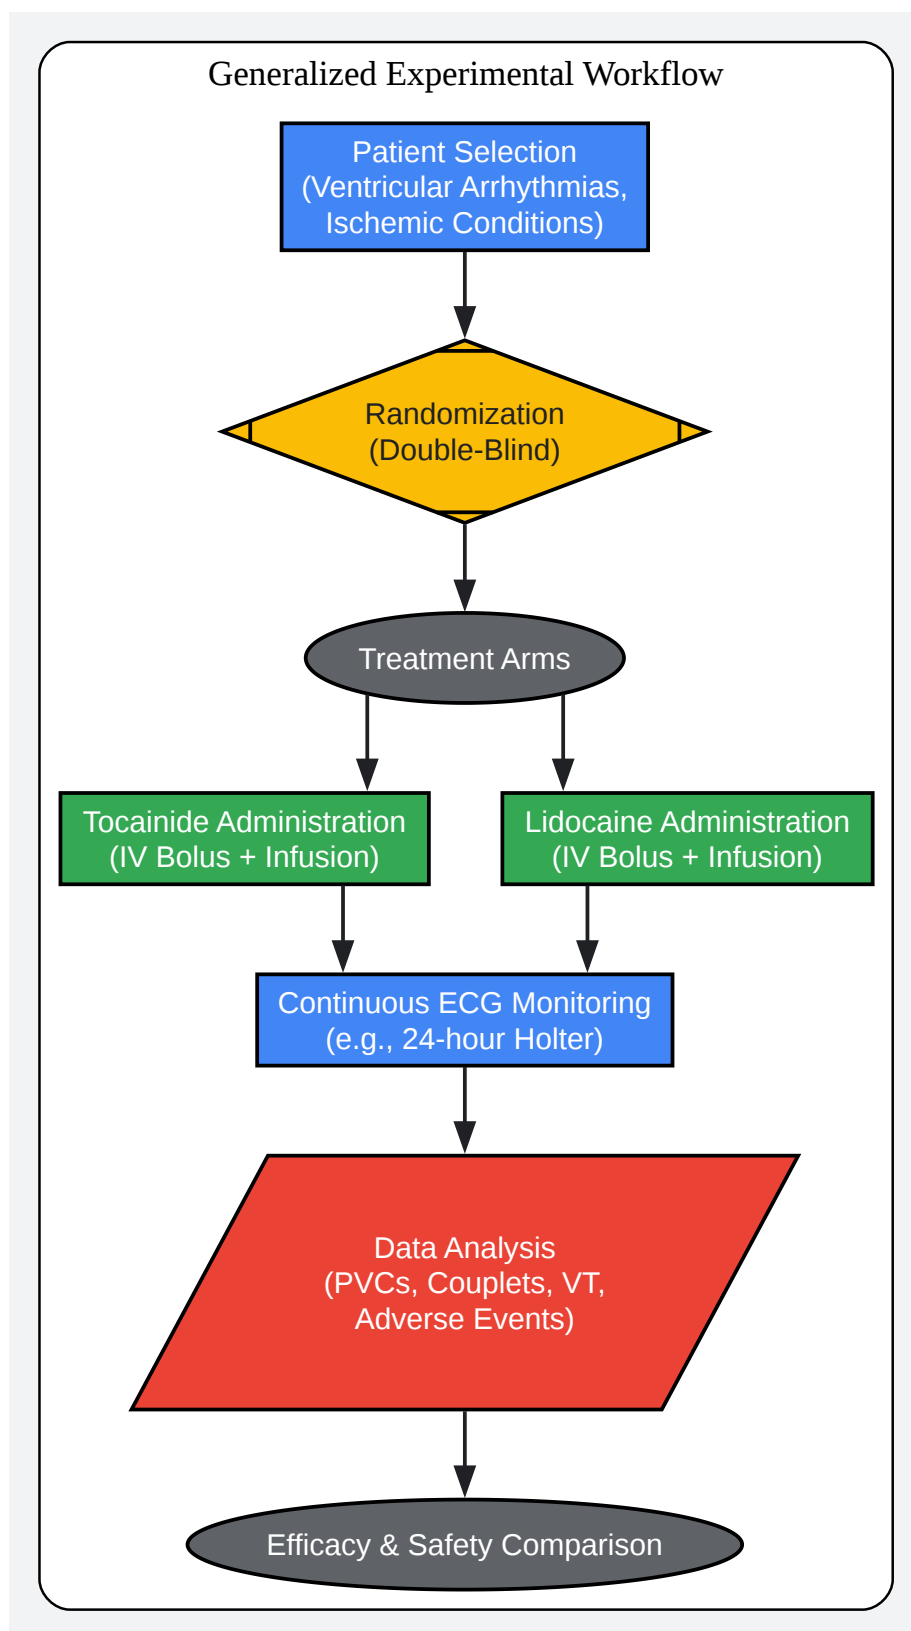 Generalized Experimental Workflow
Patient Selection
(Ventricular Arrhythmias,
Ischemic Conditions)
Randomization
(Double-Blind)
Treatment Arms
Tocainide Administration
(IV Bolus + Infusion)
Lidocaine Administration
(IV Bolus + Infusion)
Continuous ECG Monitoring
(e.g., 24-hour Holter)
Data Analysis
(PVCs, Couplets, VT,
Adverse Events)
Efficacy & Safety Comparison